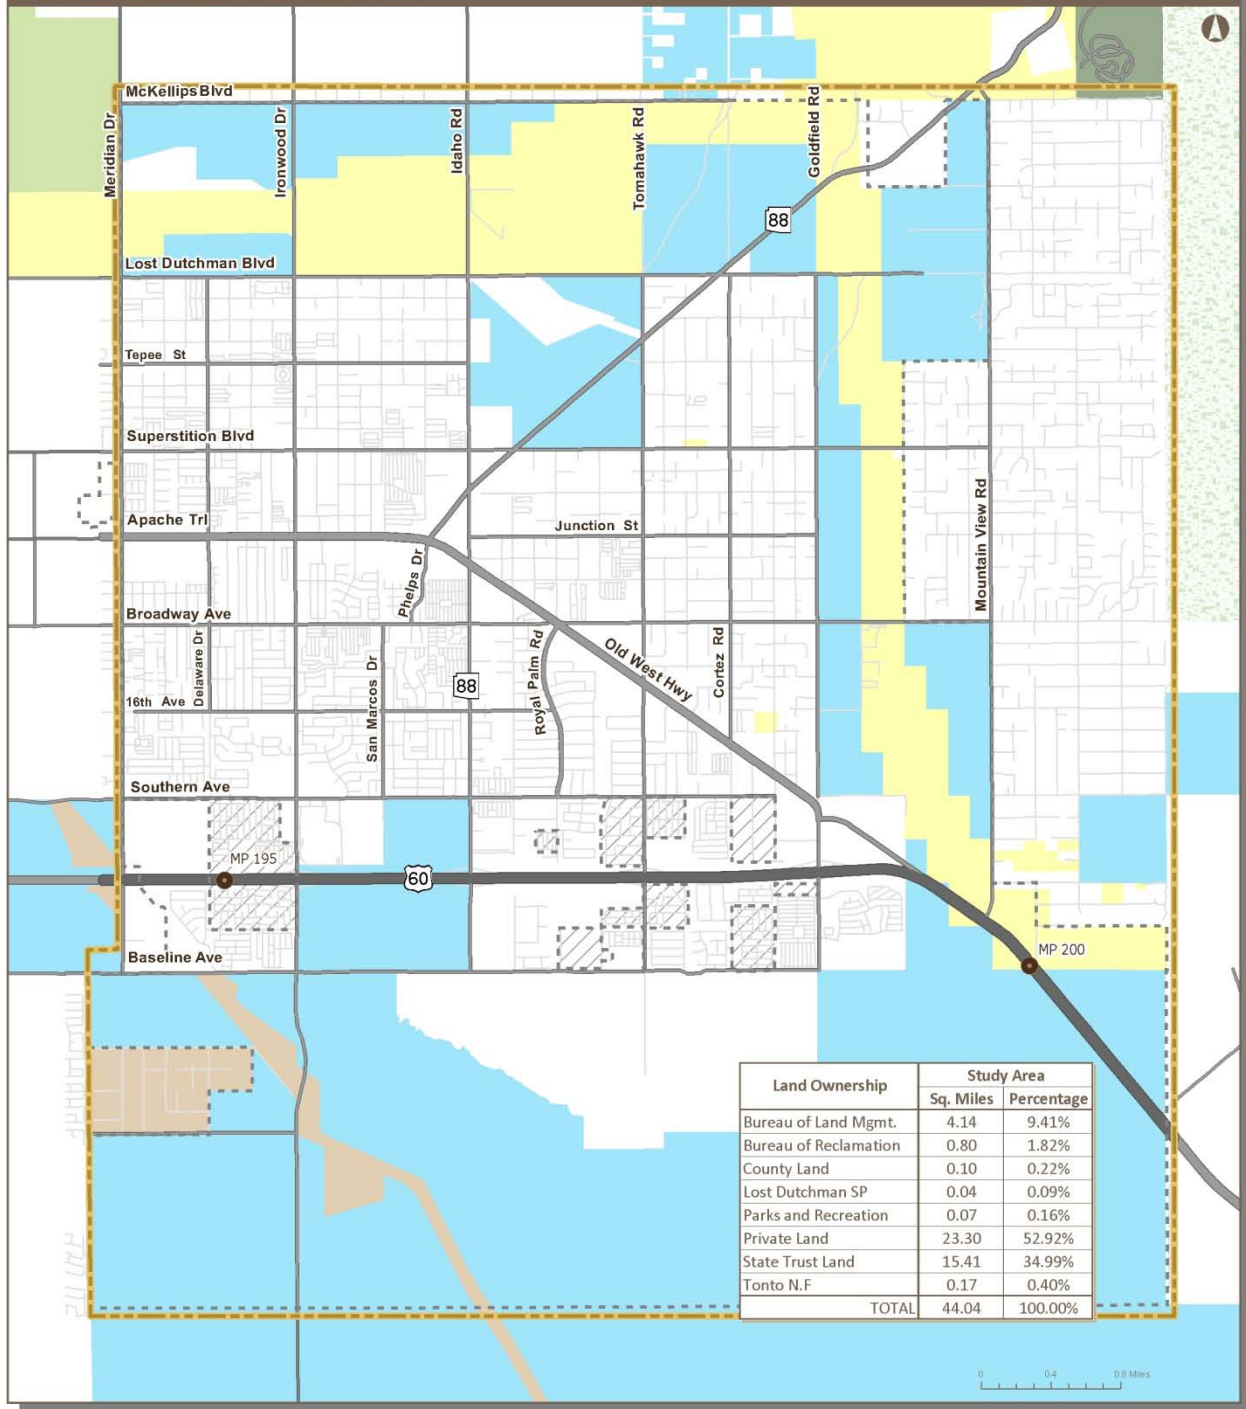 McKellips Blvd
Meridian Dr
Ironwood Dr
Idaho Rd
Tomahawk Rd
Goldfield Rd
88
Lost Dutchman Blvd
Tepee St
Superstition Blvd
Apache Trl
Junction St
Mountain View Rd
Phelps Dr
Broadway Ave
Delaware Dr
San Marcos Dr
88
Royal Palm Rd
Old West Hwy
Cortez Rd
16th Ave
Southern Ave
MP 195
60
MP 200
Baseline Ave
Land Ownership Study Area
Sq. Miles Percentage
Bureau of Land Mgmt. 4.14 9.41%
Bureau of Reclamation 0.80 1.82%
County Land 0.10 0.22%
Lost Dutchman SP 0.04 0.09%
Parks and Recreation 0.07 0.16%
Private Land 23.30 52.92%
State Trust Land 15.41 34.99%
Tonto N.F 0.17 0.40%
TOTAL 44.04 100.00%
0 0.4 0.8 Miles